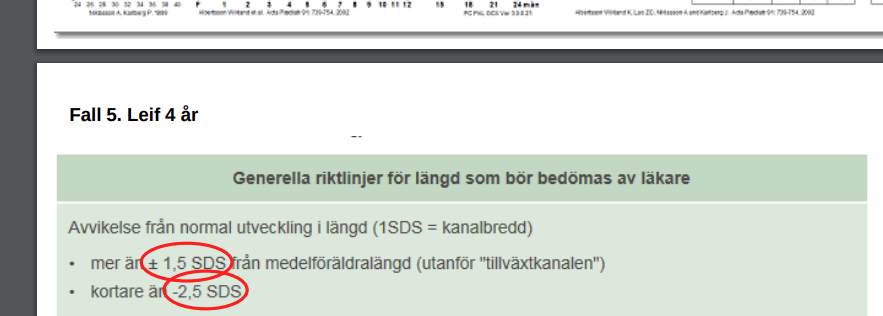 24 26 28 30 32 34 36 38 40 F 1 2 3 4 5 6 7 8 9 10 11 12 15 18 21 24 mån
Niklasson A, Karlberg P. 1989 Albertsson Wikland et al. Acta Paediatr 91: 739-754, 2002 PC PAL GCS Ver 3.0.8.21 Albertsson Wikland K, Luo ZC, Niklasson A and Karlberg J. Acta Paediatr 91: 739-754, 2002
Fall 5. Leif 4 år
Generella riktlinjer för längd som bör bedömas av läkare
Avvikelse från normal utveckling i längd (1SDS = kanalbredd)
• mer än ± 1,5 SDS från medelföräldralängd (utanför "tillväxtkanalen")
• kortare än -2,5 SDS